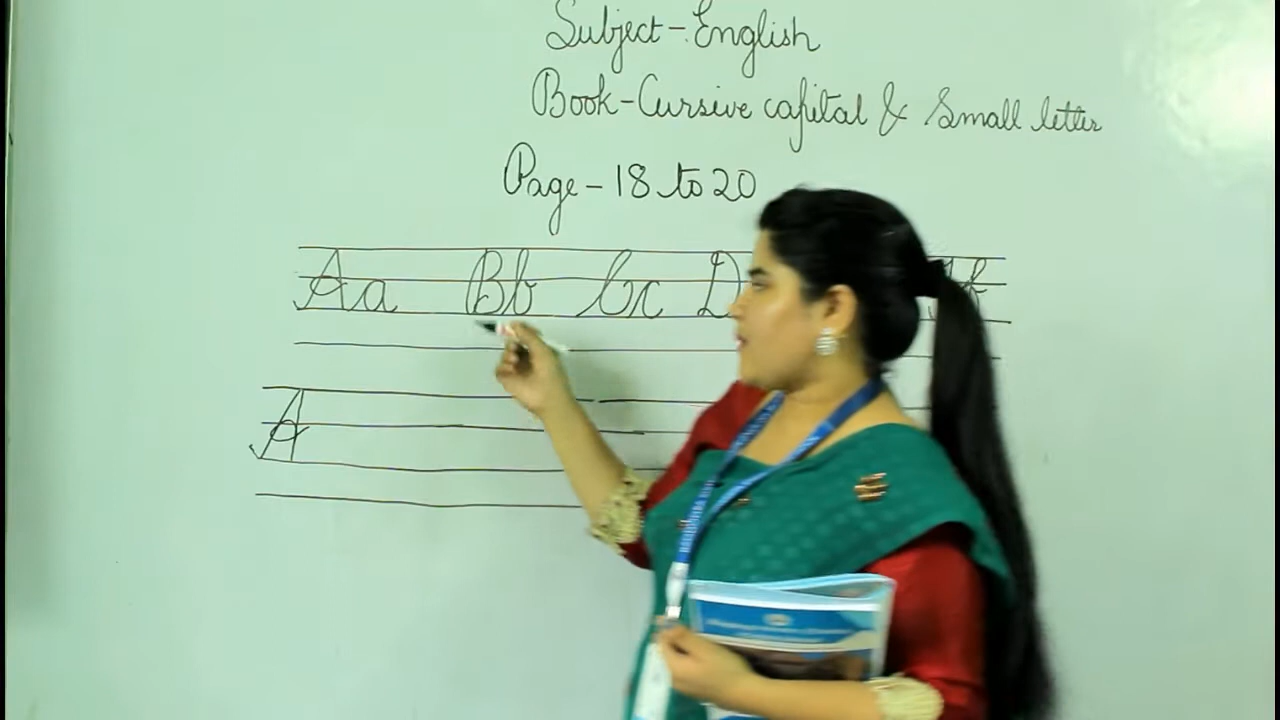 Subject - English
Book - Cursive capital & Small letter
Page - 18 to 20
Aa Bb Cc D f
A